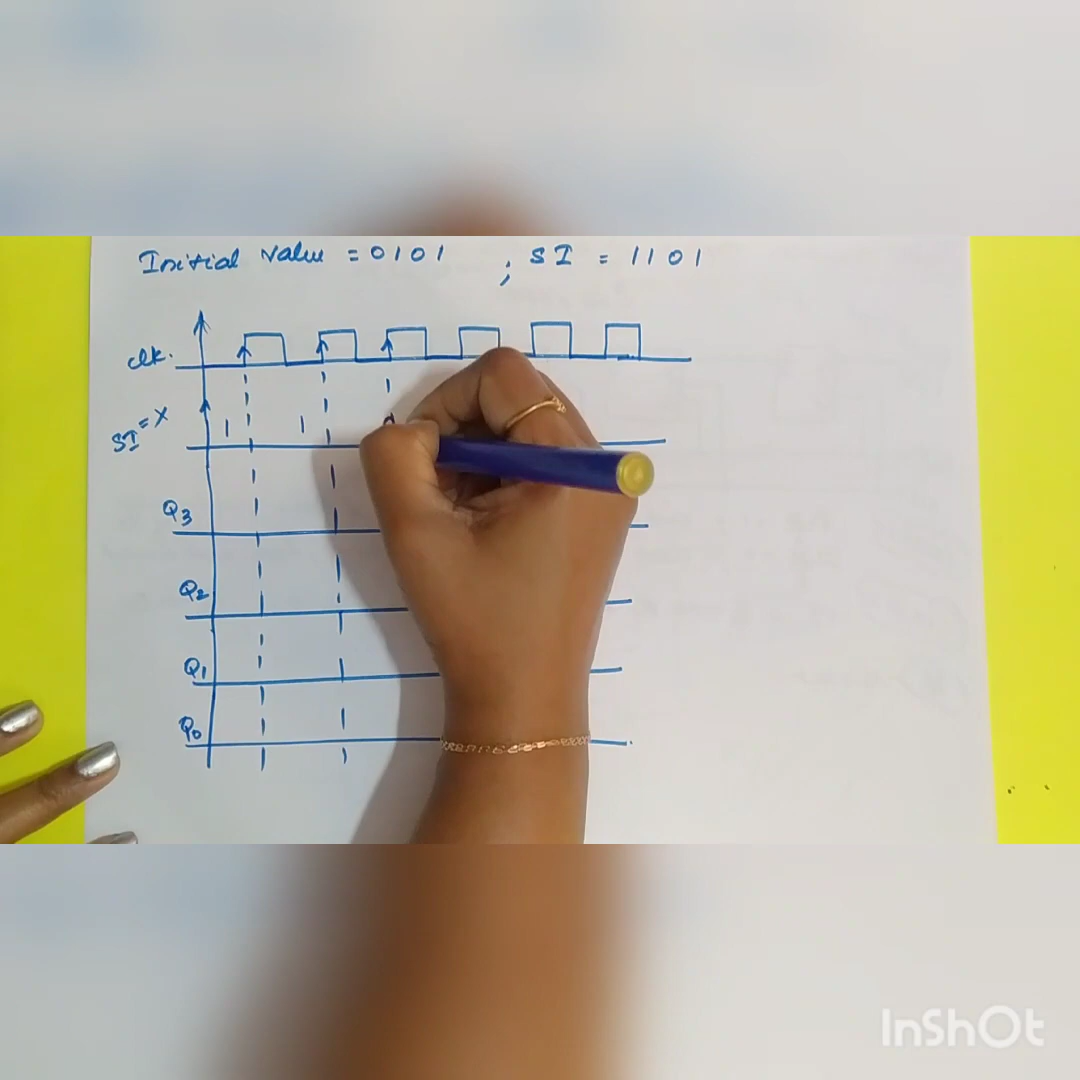 Initial Value = 0101 ; SI = 1101
clk.
SI = X
1 1
Q3
Q2
Q1
Q0
InShOt